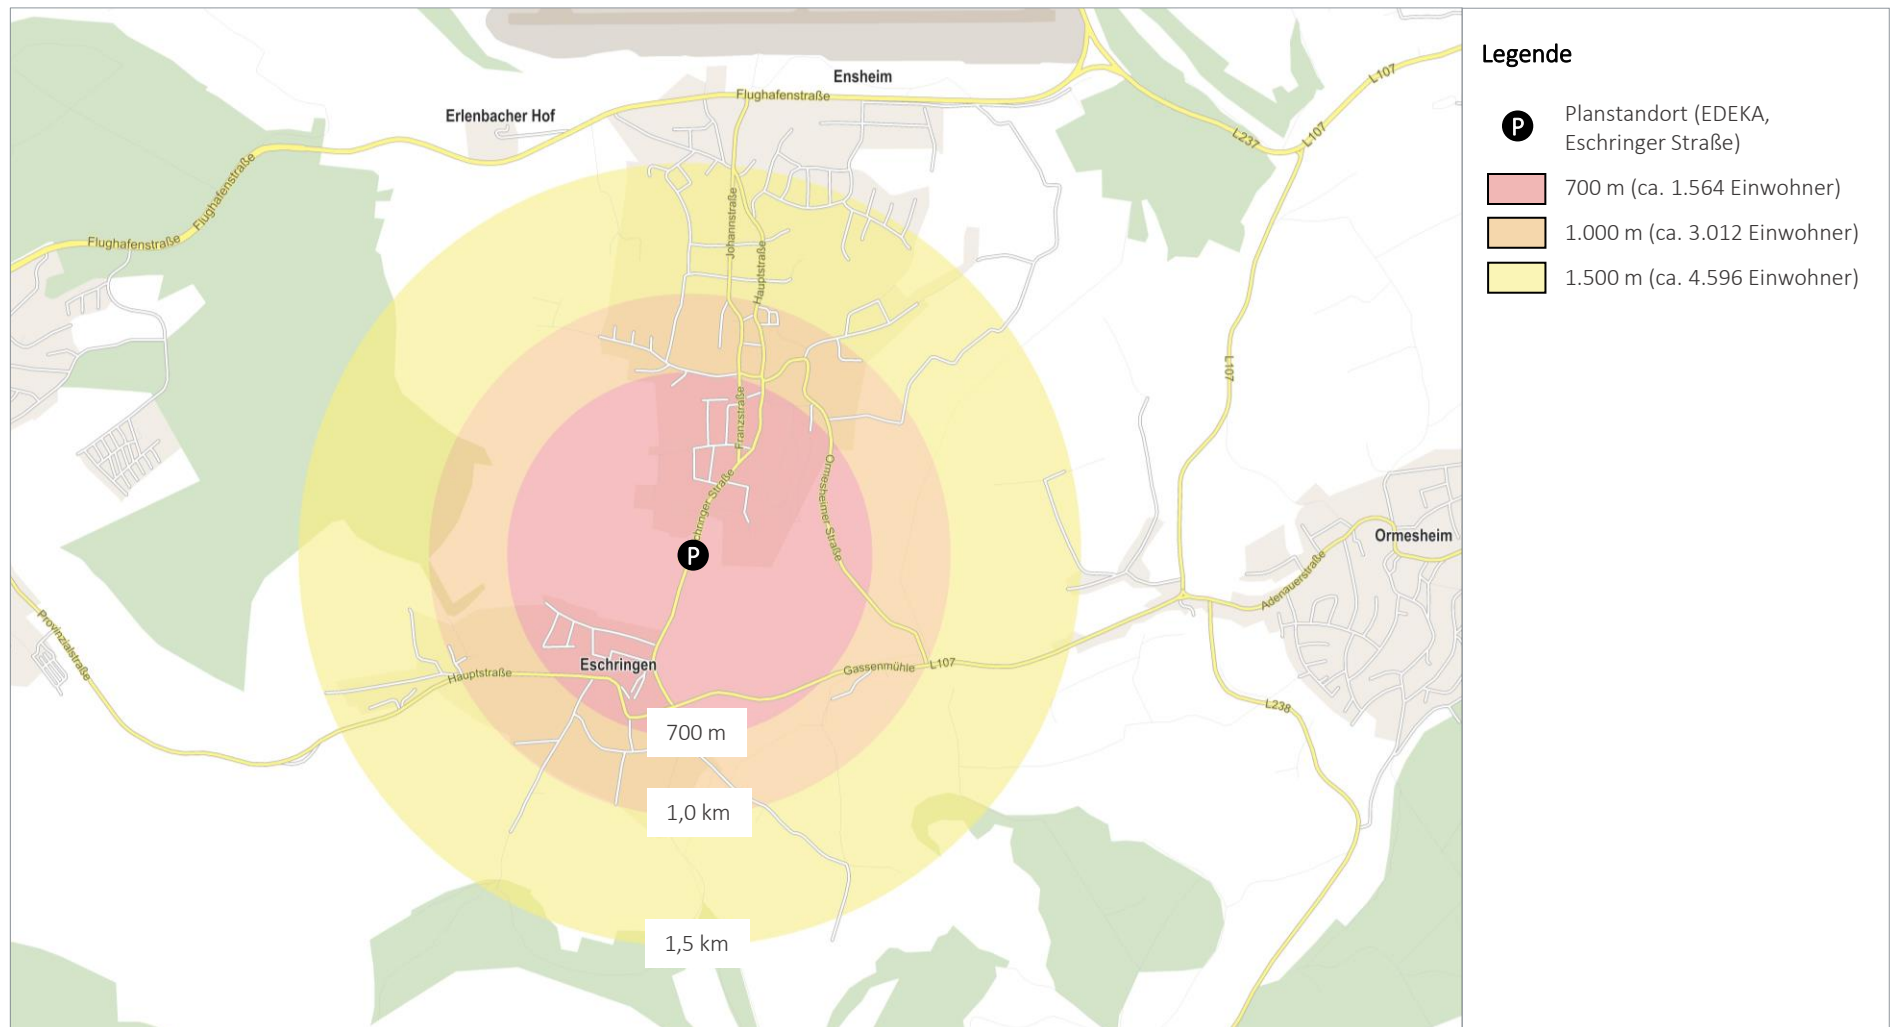 Ensheim
Flughafenstraße
Erlenbacher Hof
L107
L237
L107
Flughafenstraße
Flughafenstraße
Johannstraße
Hauptstraße
L107
Franzstraße
Ormesheimer Straße
chringer Straße
P
Ormesheim
Adenauerstraße
Provinzialstraße
Eschringen
Hauptstraße
Gassenmühle
L107
L238
700 m
1,0 km
1,5 km
Legende
P
Planstandort (EDEKA,
Eschringer Straße)
700 m (ca. 1.564 Einwohner)
1.000 m (ca. 3.012 Einwohner)
1.500 m (ca. 4.596 Einwohner)